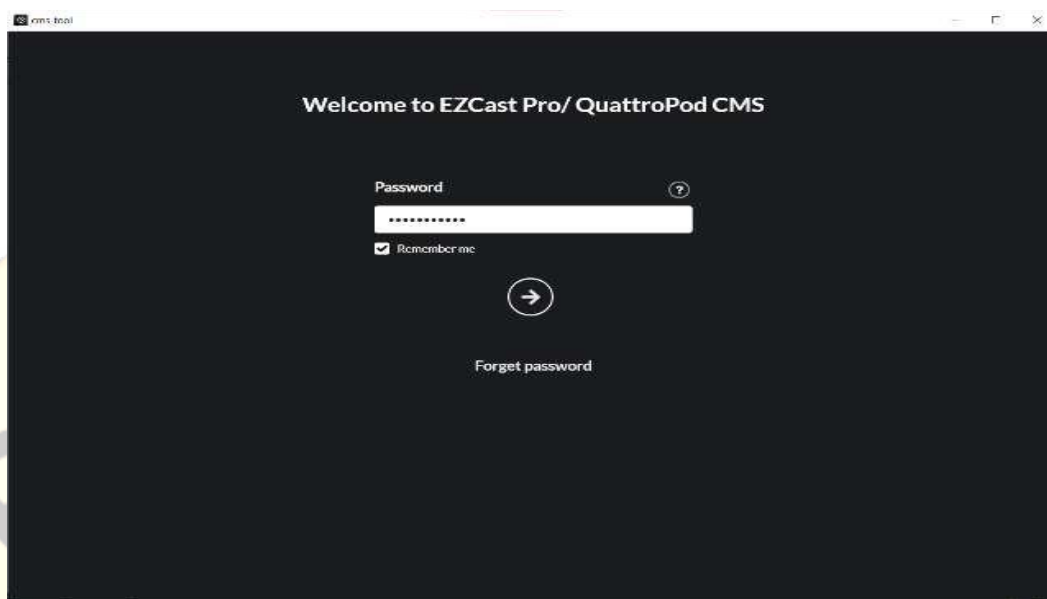 cms-tool
Welcome to EZCast Pro/ QuattroPod CMS
Password
?
•••••••••••
Remember me
Forget password